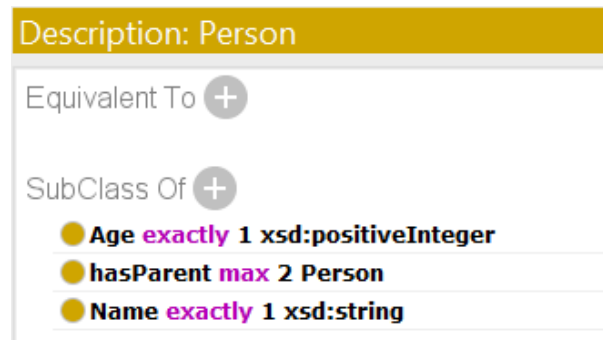 Description: Person
Equivalent To
SubClass Of
Age exactly 1 xsd:positiveInteger
hasParent max 2 Person
Name exactly 1 xsd:string